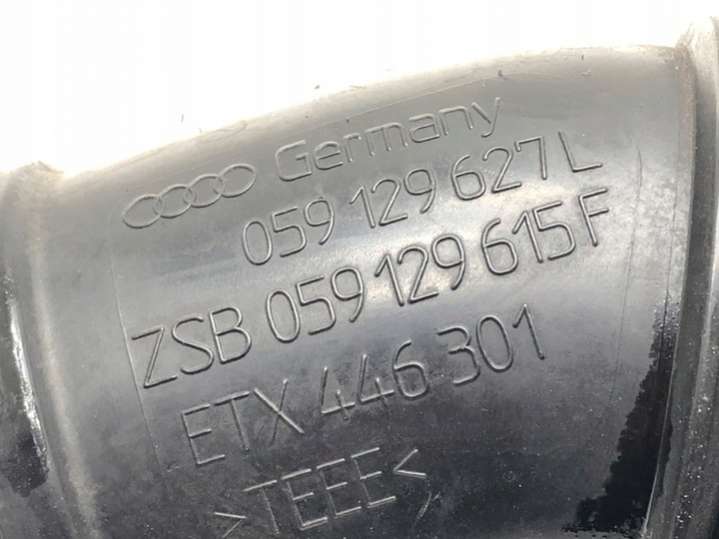 Germany
059 129 627 L
ZSB 059 129 615 F
ETX 446 301
>TEEE<